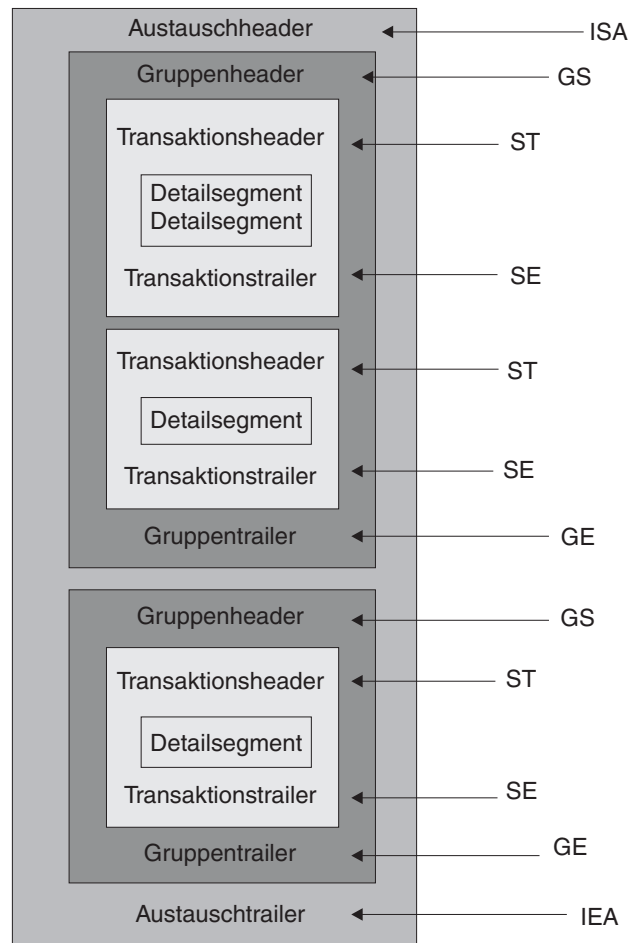 Austauschheader ISA
Gruppenheader GS
Transaktionsheader ST
Detailsegment
Detailsegment
Transaktionstrailer SE
Transaktionsheader ST
Detailsegment
Transaktionstrailer SE
Gruppentrailer GE
Gruppenheader GS
Transaktionsheader ST
Detailsegment
Transaktionstrailer SE
Gruppentrailer GE
Austauschtrailer IEA